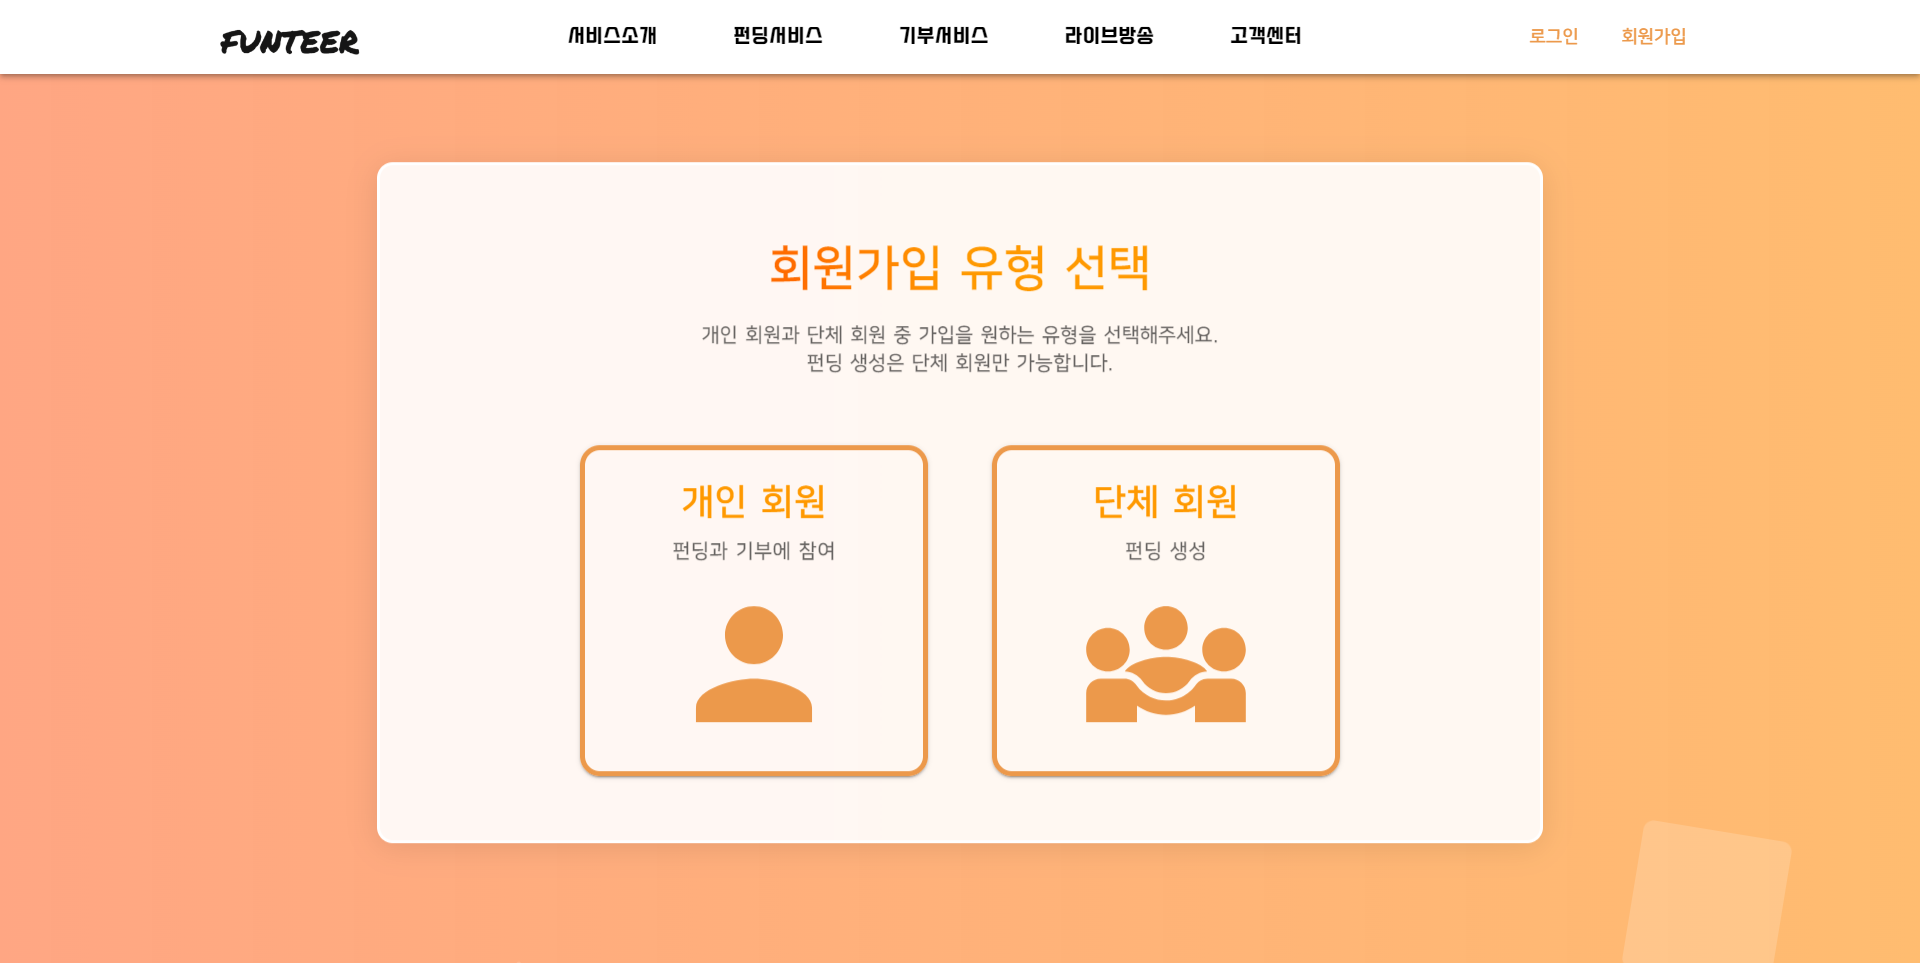 FUNTEER
서비스소개 펀딩서비스 기부서비스 라이브방송 고객센터
로그인 회원가입
회원가입 유형 선택
개인 회원과 단체 회원 중 가입을 원하는 유형을 선택해주세요.
펀딩 생성은 단체 회원만 가능합니다.
개인 회원
펀딩과 기부에 참여
단체 회원
펀딩 생성